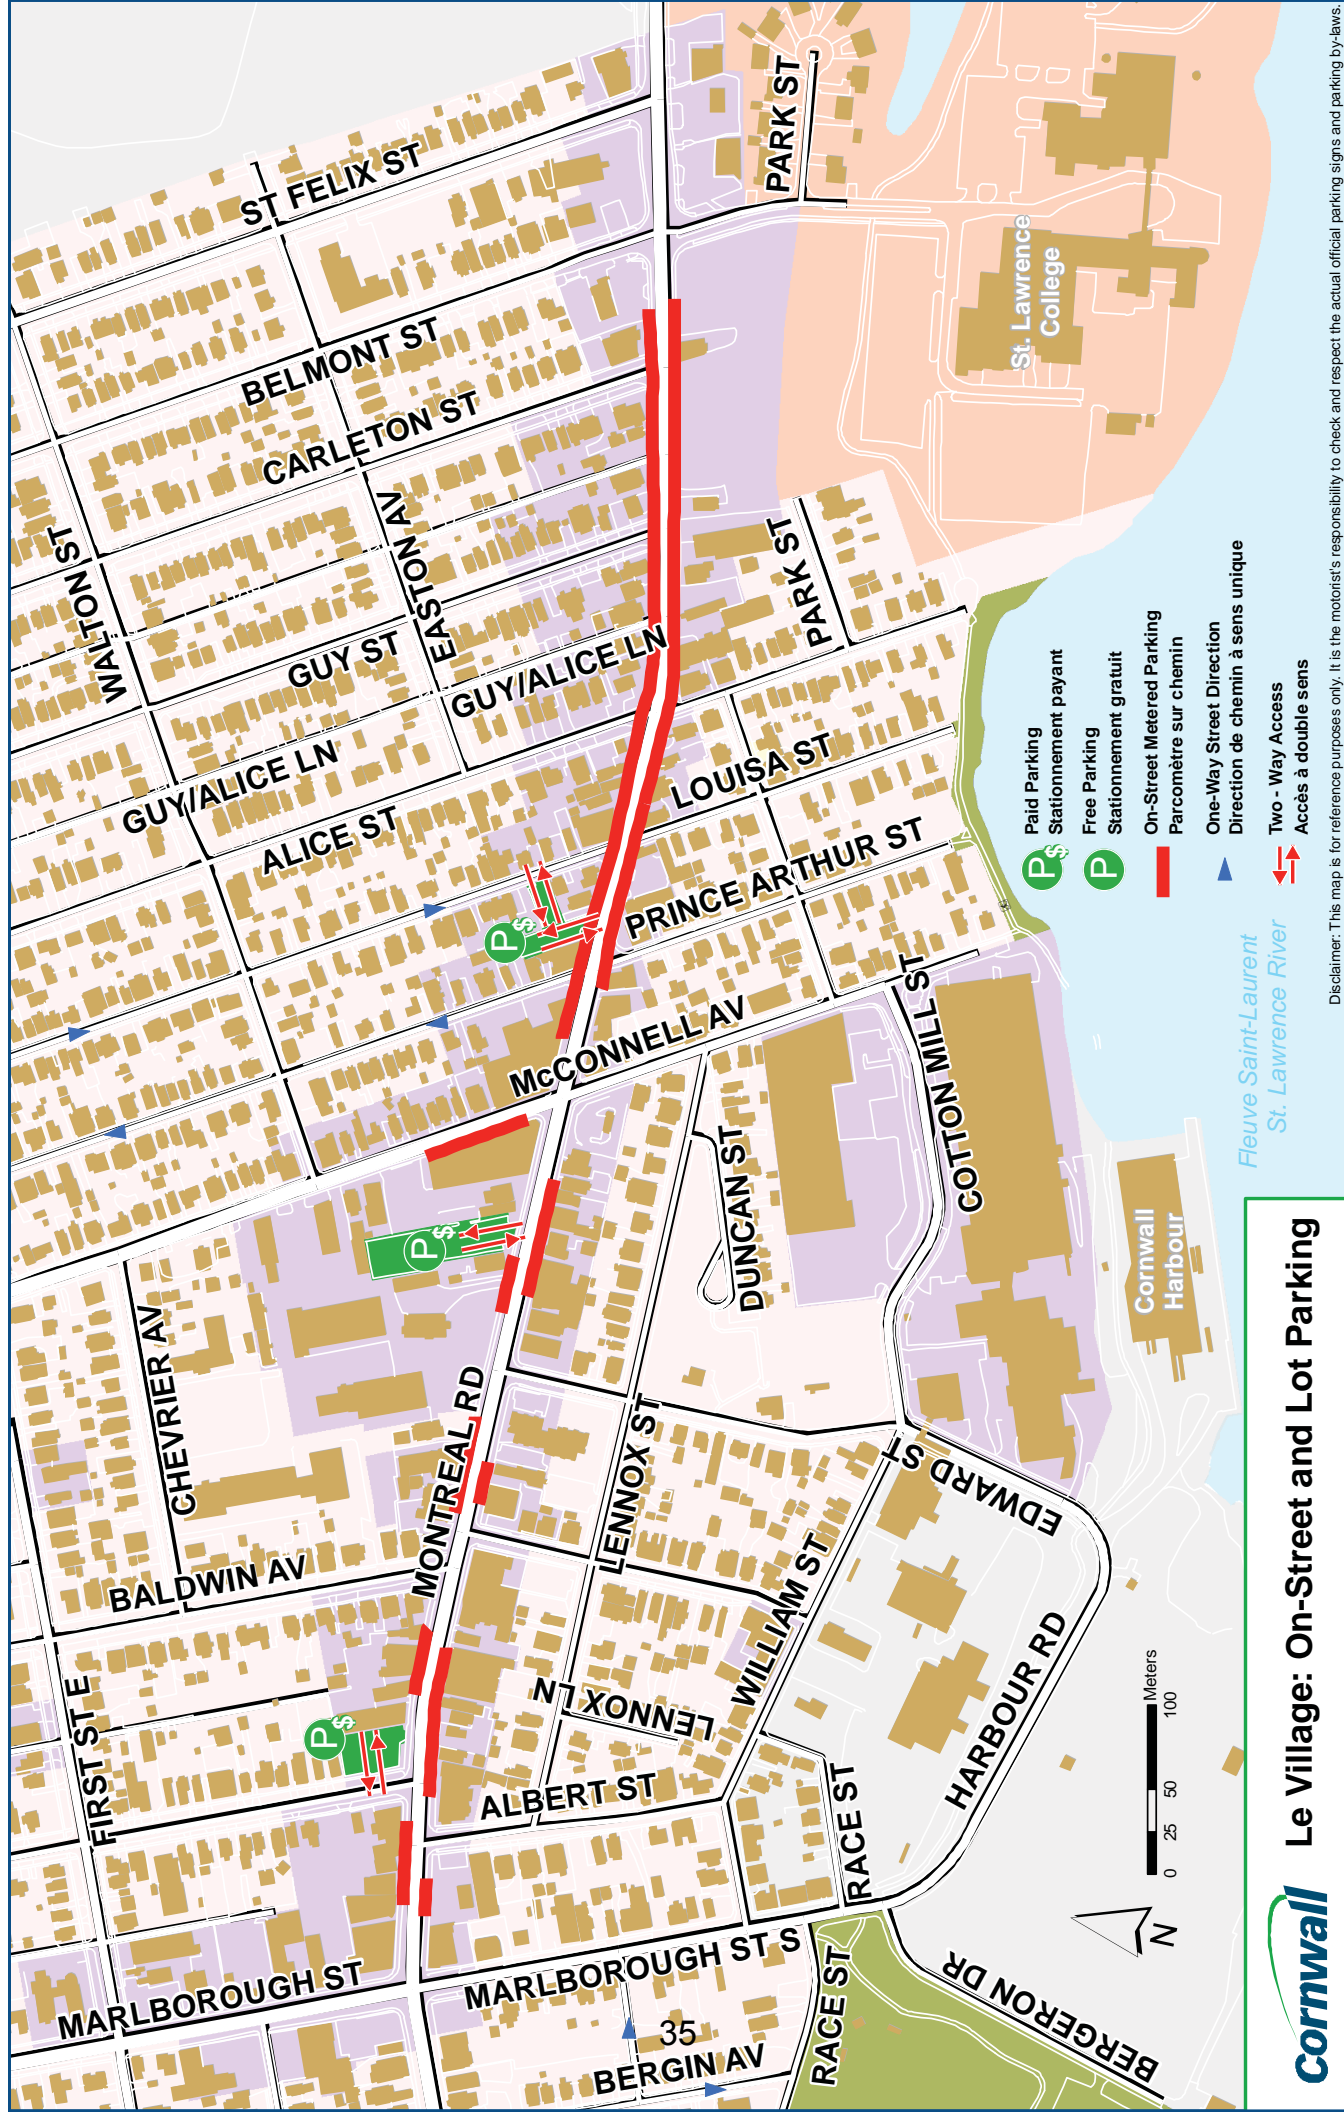 WALTON ST
ST FELIX ST
BELMONT ST
CARLETON ST
EASTON AV
GUY ST
GUY/ALICE LN
GUY/ALICE LN
ALICE ST
PARK ST
PARK ST
St. Lawrence
College
LOUISA ST
PRINCE ARTHUR ST
McCONNELL AV
COTTON MILL ST
DUNCAN ST
CHEVRIER AV
MONTREAL RD
BALDWIN AV
FIRST ST E
LENNOX ST
LENNOX LN
WILLIAM ST
EDWARD ST
ALBERT ST
RACE ST
HARBOUR RD
MARLBOROUGH ST
MARLBOROUGH ST S
RACE ST
BERGERON DR
BERGIN AV
35
P$
P$
P$
Cornwall
Harbour
Fleuve Saint-Laurent
St. Lawrence River
P$
Paid Parking
Stationnement payant
P
Free Parking
Stationnement gratuit
On-Street Metered Parking
Parcomètre sur chemin
One-Way Street Direction
Direction de chemin à sens unique
Two - Way Access
Accès à double sens
N
0 25 50 100
Meters
Cornwall
Le Village: On-Street and Lot Parking
Disclaimer: This map is for reference purposes only. It is the motorist's responsibility to check and respect the actual official parking signs and parking by-laws.